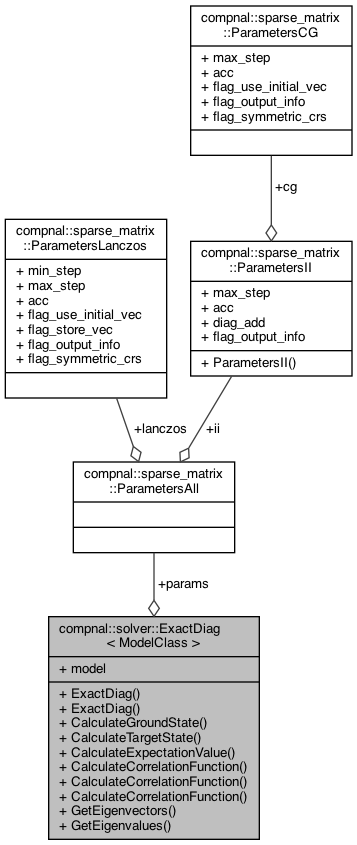 compnal::sparse_matrix
::ParametersCG
+ max_step
+ acc
+ flag_use_initial_vec
+ flag_output_info
+ flag_symmetric_crs
+cg
compnal::sparse_matrix
::ParametersLanczos
+ min_step
+ max_step
+ acc
+ flag_use_initial_vec
+ flag_store_vec
+ flag_output_info
+ flag_symmetric_crs
compnal::sparse_matrix
::ParametersII
+ max_step
+ acc
+ diag_add
+ flag_output_info
+ ParametersII()
+lanczos
+ii
compnal::sparse_matrix
::ParametersAll
+params
compnal::solver::ExactDiag
< ModelClass >
+ model
+ ExactDiag()
+ ExactDiag()
+ CalculateGroundState()
+ CalculateTargetState()
+ CalculateExpectationValue()
+ CalculateCorrelationFunction()
+ CalculateCorrelationFunction()
+ CalculateCorrelationFunction()
+ GetEigenvectors()
+ GetEigenvalues()